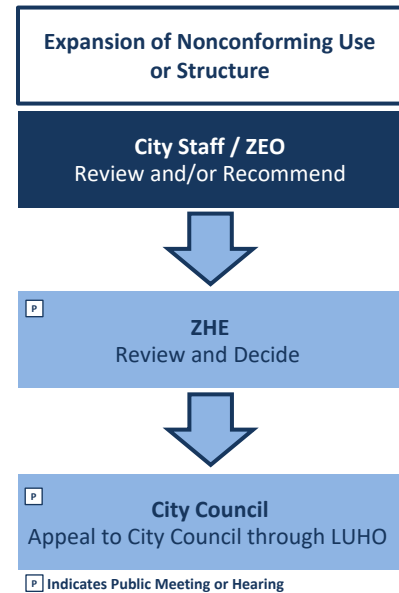 Expansion of Nonconforming Use
or Structure
City Staff / ZEO
Review and/or Recommend
P
ZHE
Review and Decide
P
City Council
Appeal to City Council through LUHO
P Indicates Public Meeting or Hearing